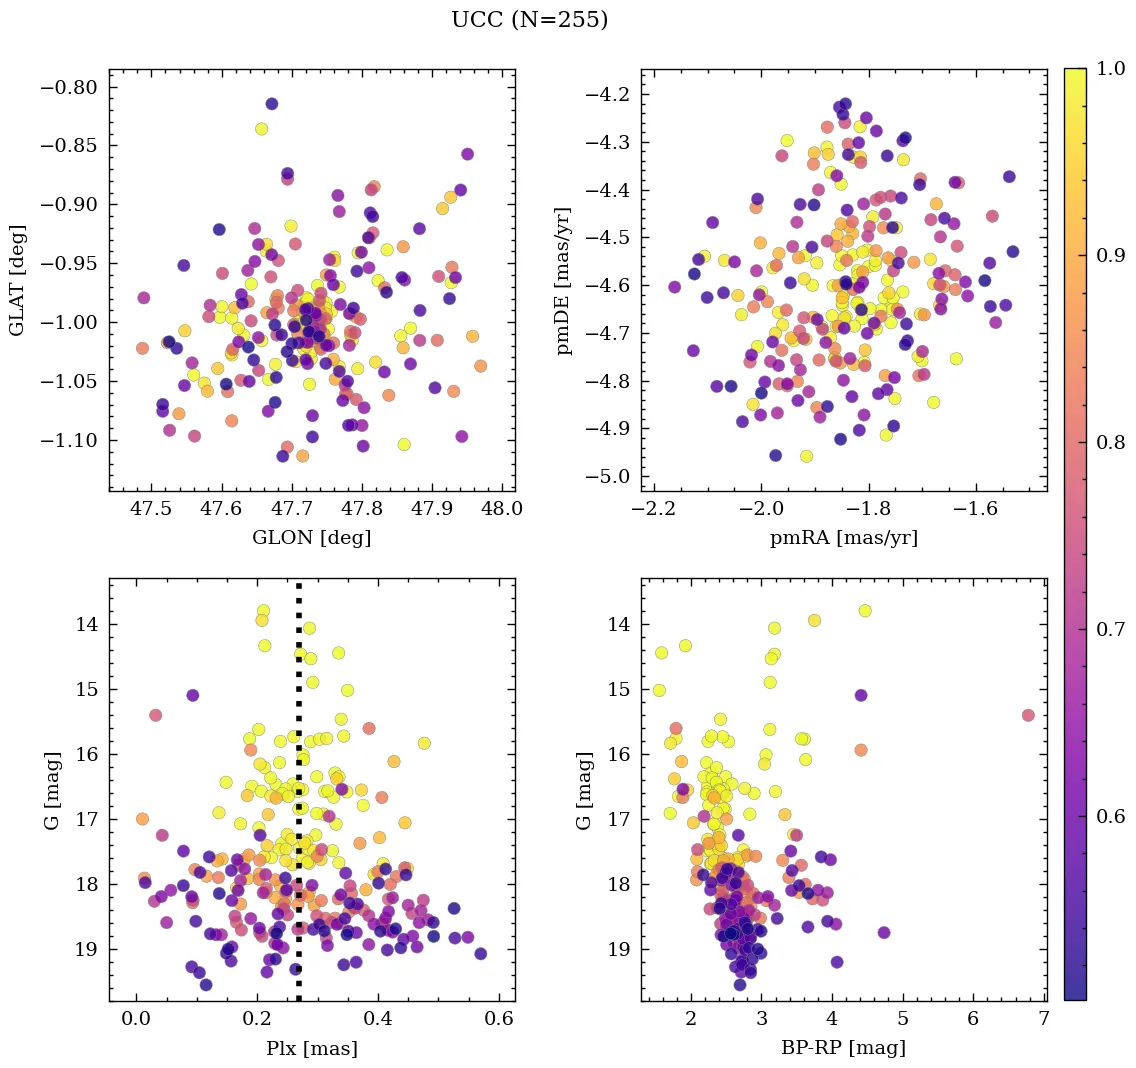 UCC (N=255)
−0.80
−0.85
−0.90
−0.95
−1.00
−1.05
−1.10
GLAT [deg]
47.5 47.6 47.7 47.8 47.9 48.0
GLON [deg]
−4.2
−4.3
−4.4
−4.5
−4.6
−4.7
−4.8
−4.9
−5.0
pmDE [mas/yr]
−2.2 −2.0 −1.8 −1.6
pmRA [mas/yr]
14
15
16
17
18
19
G [mag]
0.0 0.2 0.4 0.6
Plx [mas]
14
15
16
17
18
19
G [mag]
2 3 4 5 6 7
BP-RP [mag]
1.0
0.9
0.8
0.7
0.6